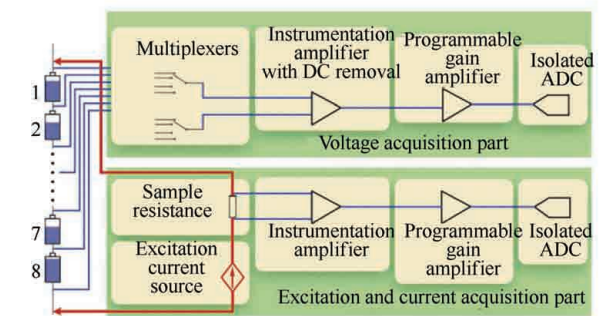 Multiplexers
Instrumentation
amplifier
with DC removal
Programmable
gain
amplifier
Isolated
ADC
Voltage acquisition part
1
2
7
8
Sample
resistance
Excitation
current
source
Instrumentation
amplifier
Programmable
gain
amplifier
Isolated
ADC
Excitation and current acquisition part